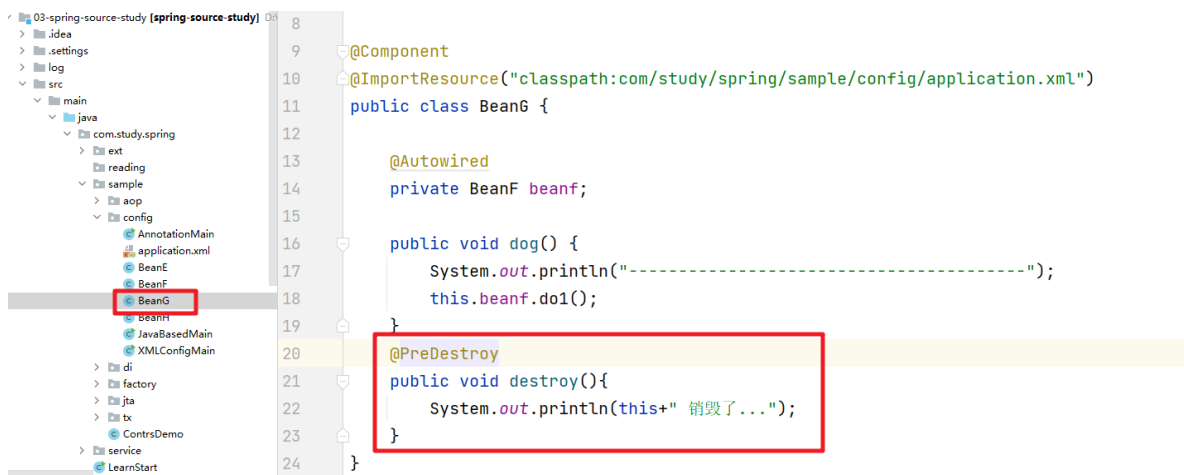 03-spring-source-study [spring-source-study] D:\
.idea
.settings
log
src
main
java
com.study.spring
ext
reading
sample
aop
config
AnnotationMain
application.xml
BeanE
BeanF
BeanG
BeanH
JavaBasedMain
XMLConfigMain
di
factory
jta
tx
ContrsDemo
service
LearnStart
8
9 @Component
10 @ImportResource("classpath:com/study/spring/sample/config/application.xml")
11 public class BeanG {
12
13 @Autowired
14 private BeanF beanf;
15
16 public void dog() {
17 System.out.println("----------------------------------------");
18 this.beanf.do1();
19 }
20 @PreDestroy
21 public void destroy(){
22 System.out.println(this+" 销毁了...");
23 }
24 }